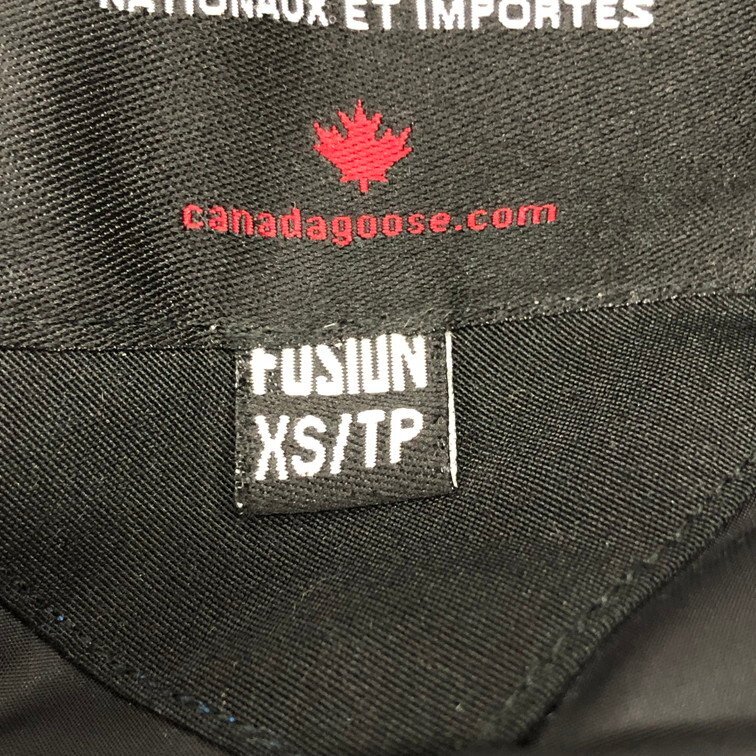 NATIONAUX ET IMPORTÉS
canadagoose.com
FUSION
XS/TP